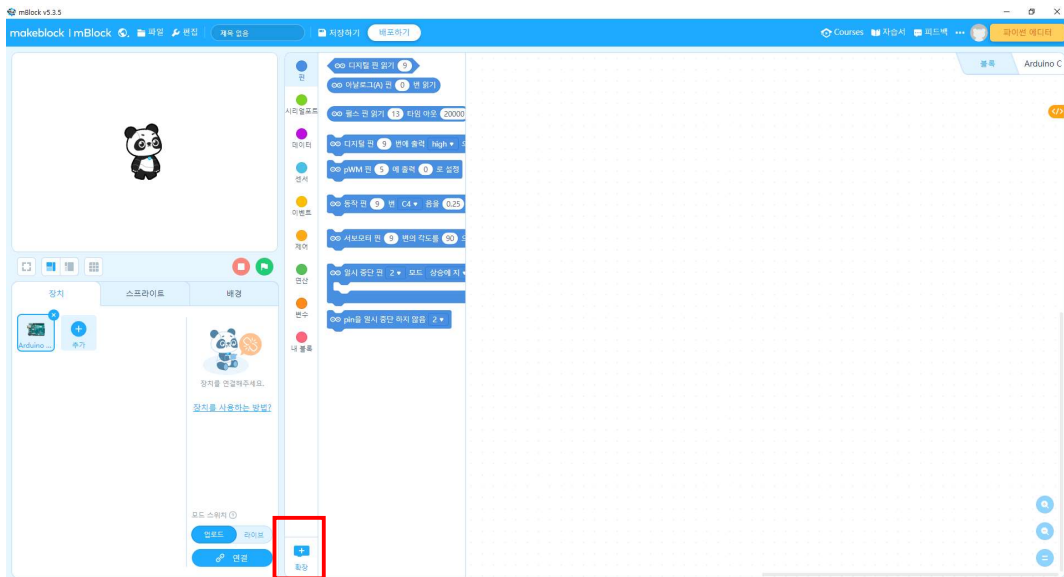 mBlock v5.3.5
makeblock | mBlock 파일 편집 제목 없음 저장하기 배포하기 Courses 자습서 피드백 파이썬 에디터
블록 Arduino C
핀
시리얼포트
데이터
센서
이벤트
제어
연산
변수
내 블록
확장
디지털 핀 읽기 9
아날로그(A) 핀 0 번 읽기
펄스 핀 읽기 13 타임 아웃 20000
디지털 핀 9 번에 출력 high
pWM 핀 5 에 출력 0 로 설정
동작 핀 9 번 C4 음을 0.25
서보모터 핀 9 번의 각도를 90
일시 중단 핀 2 모드 상승에 지
pin을 일시 중단 하지 않음 2
장치 스프라이트 배경
Arduino ...
추가
장치를 연결해주세요.
장치를 사용하는 방법?
모드 스위치
업로드 라이브
연결